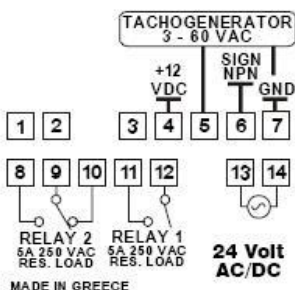 TACHOGENERATOR
3 - 60 VAC
+12
VDC
SIGN
NPN
GND
1 2 3 4 5 6 7
8 9 10 11 12 13 14
RELAY 2
5A 250 VAC
RES. LOAD
RELAY 1
5A 250 VAC
RES. LOAD
24 Volt
AC/DC
MADE IN GREECE